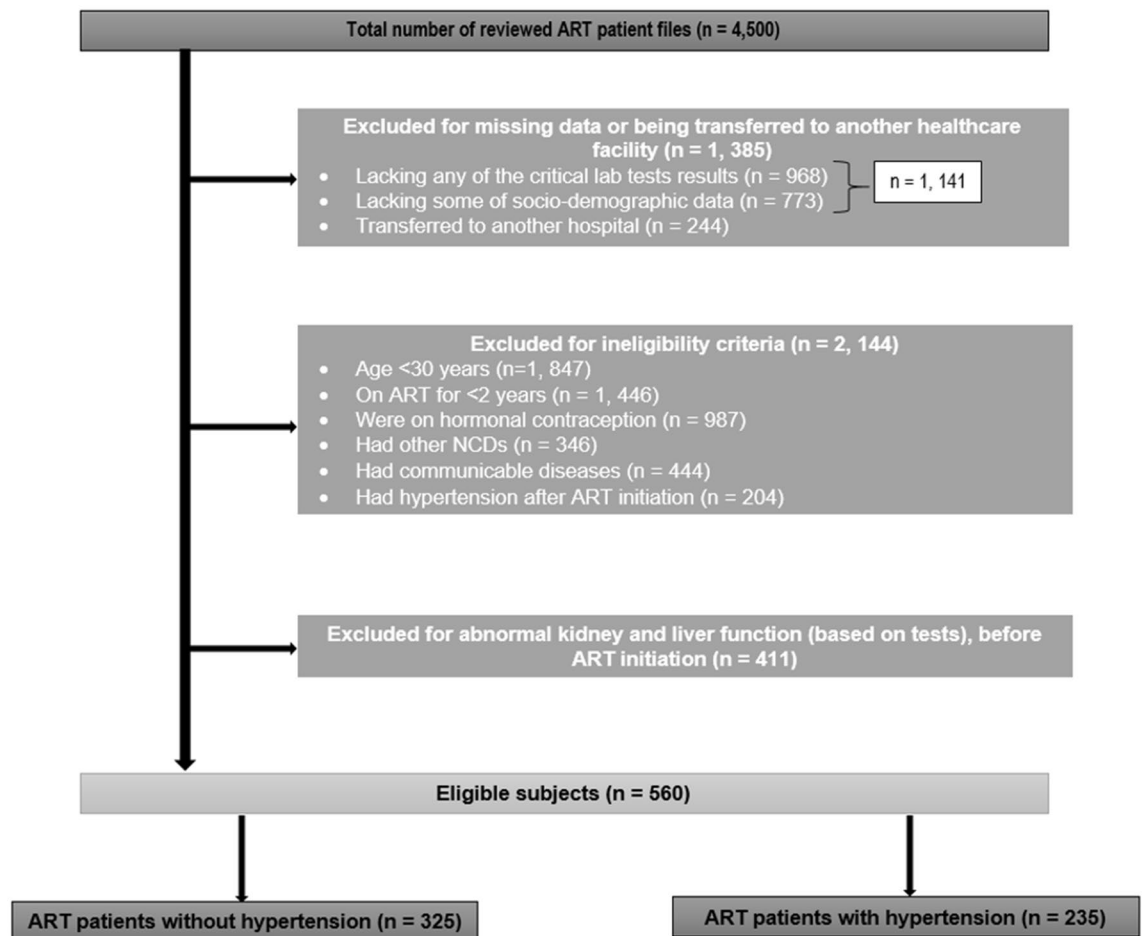 Total number of reviewed ART patient files (n = 4,500)
Excluded for missing data or being transferred to another healthcare
facility (n = 1, 385)
• Lacking any of the critical lab tests results (n = 968)
• Lacking some of socio-demographic data (n = 773)
• Transferred to another hospital (n = 244)
n = 1, 141
Excluded for ineligibility criteria (n = 2, 144)
• Age <30 years (n=1, 847)
• On ART for <2 years (n = 1, 446)
• Were on hormonal contraception (n = 987)
• Had other NCDs (n = 346)
• Had communicable diseases (n = 444)
• Had hypertension after ART initiation (n = 204)
Excluded for abnormal kidney and liver function (based on tests), before
ART initiation (n = 411)
Eligible subjects (n = 560)
ART patients without hypertension (n = 325)
ART patients with hypertension (n = 235)